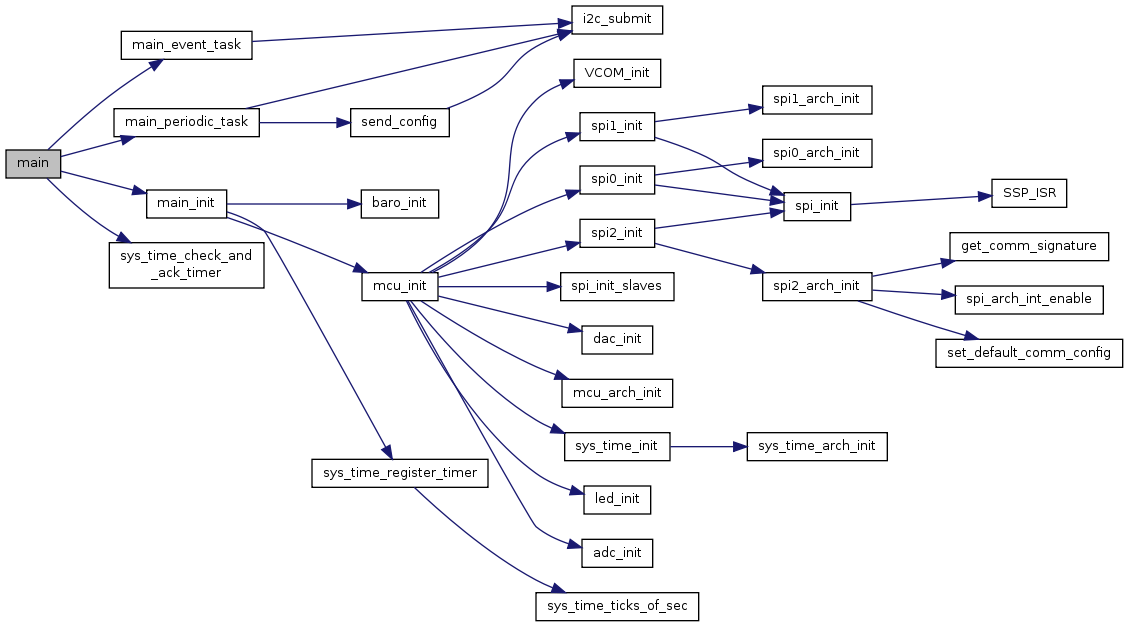 i2c_submit
main_event_task
VCOM_init
spi1_arch_init
main_periodic_task
send_config
spi1_init
spi0_arch_init
main
spi0_init
SSP_ISR
main_init
baro_init
spi_init
spi2_init
get_comm_signature
sys_time_check_and
_ack_timer
mcu_init
spi_init_slaves
spi2_arch_init
spi_arch_int_enable
dac_init
set_default_comm_config
mcu_arch_init
sys_time_init
sys_time_arch_init
sys_time_register_timer
led_init
adc_init
sys_time_ticks_of_sec